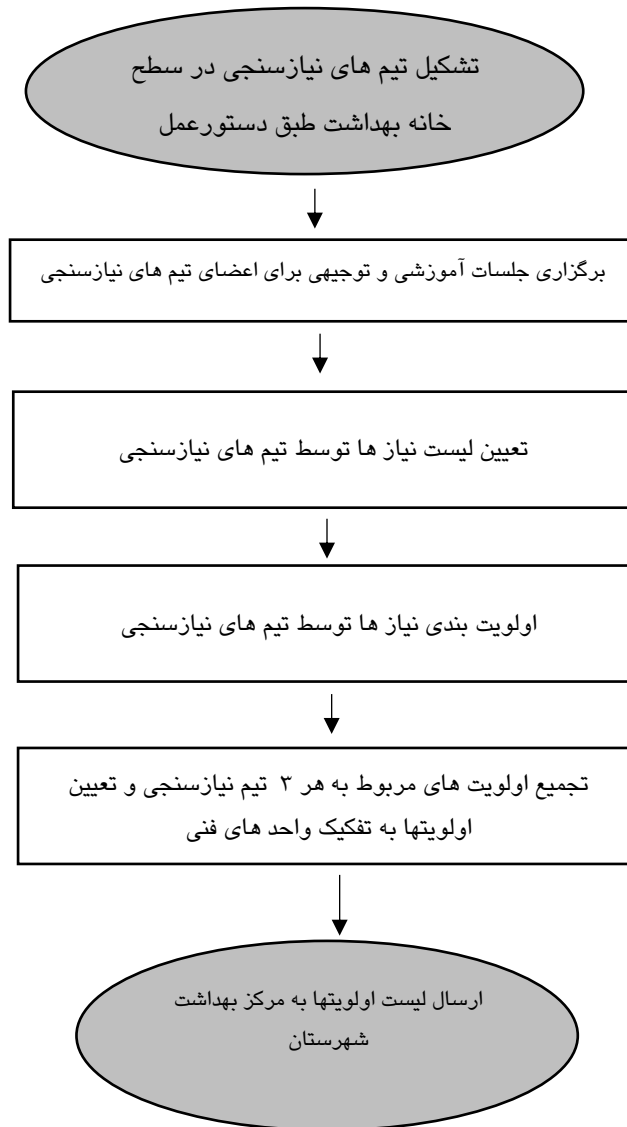 تشکیل تیم های نیازسنجی در سطح
خانه بهداشت طبق دستورعمل
برگزاری جلسات آموزشی و توجیهی برای اعضای تیم های نیازسنجی
تعیین لیست نیاز ها توسط تیم های نیازسنجی
اولویت بندی نیاز ها توسط تیم های نیازسنجی
تجمیع اولویت های مربوط به هر ۳ تیم نیازسنجی و تعیین
اولویتها به تفکیک واحد های فنی
ارسال لیست اولویتها به مرکز بهداشت
شهرستان